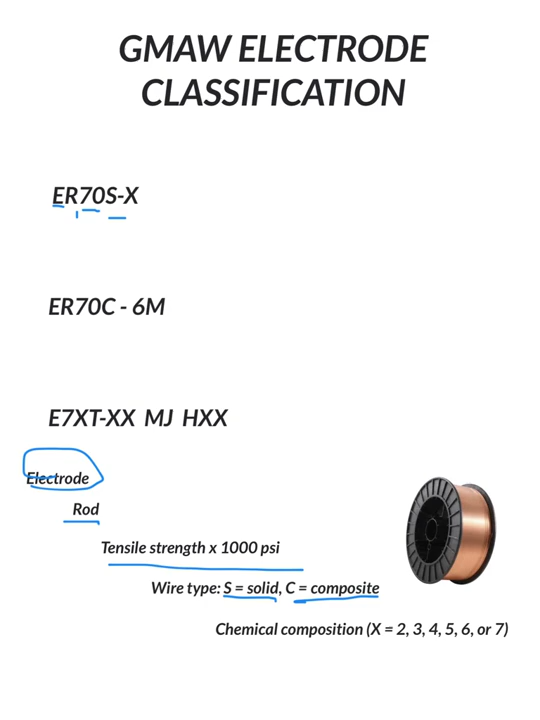 GMAW ELECTRODE
CLASSIFICATION
ER70S-X
ER70C - 6M
E7XT-XX MJ HXX
Electrode
Rod
Tensile strength x 1000 psi
Wire type: S = solid, C = composite
Chemical composition (X = 2, 3, 4, 5, 6, or 7)